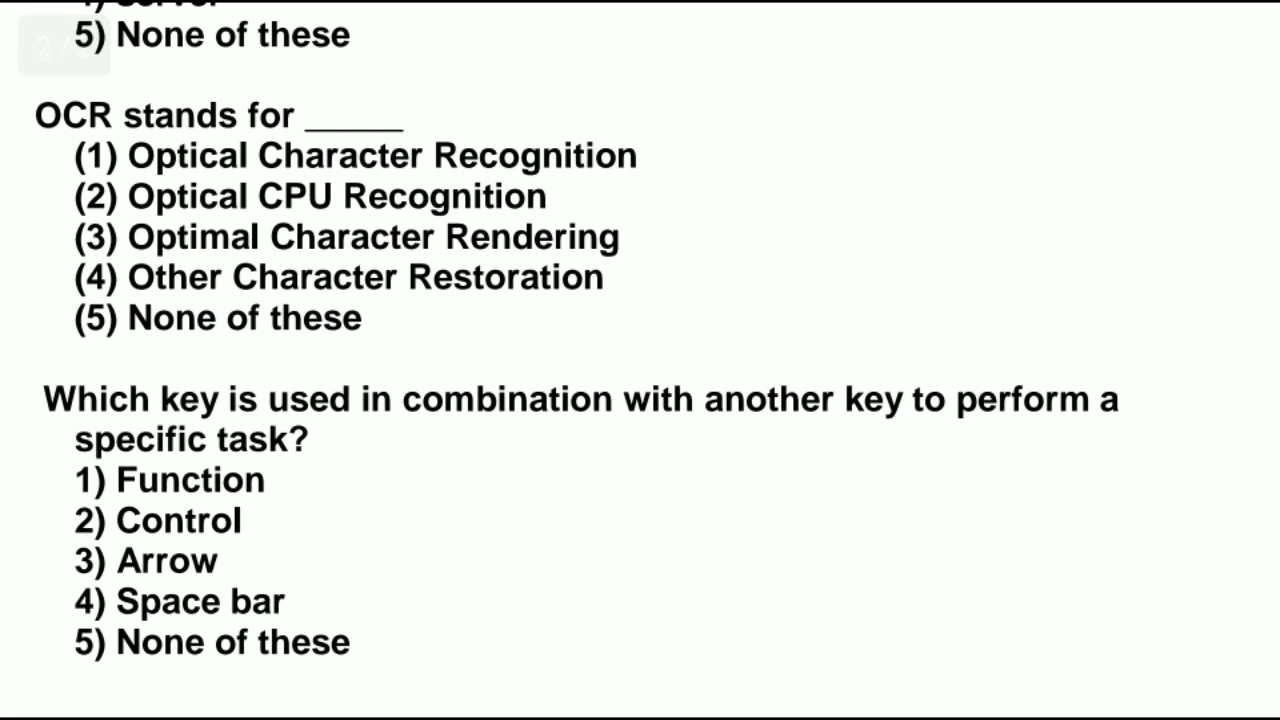 5) None of these
OCR stands for _____
(1) Optical Character Recognition
(2) Optical CPU Recognition
(3) Optimal Character Rendering
(4) Other Character Restoration
(5) None of these
Which key is used in combination with another key to perform a
specific task?
1) Function
2) Control
3) Arrow
4) Space bar
5) None of these